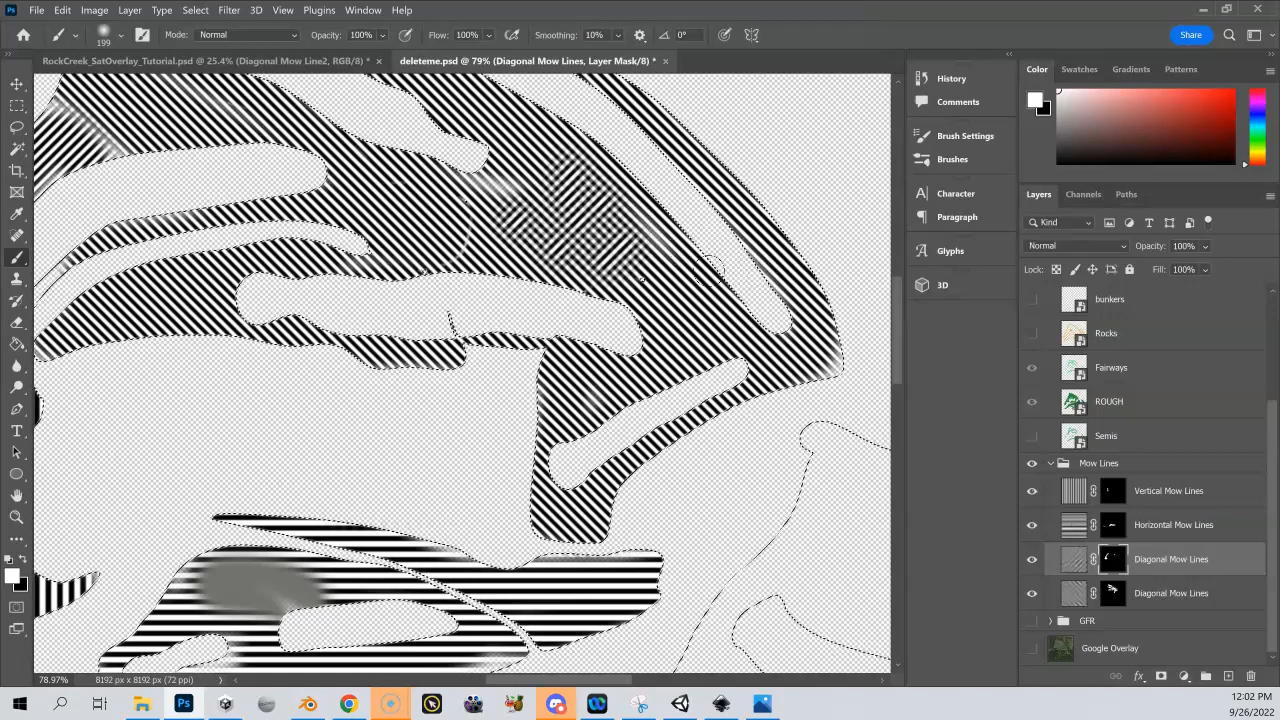 Ps File Edit Image Layer Type Select Filter 3D View Plugins Window Help
199 Mode: Normal Opacity: 100% Flow: 100% Smoothing: 10% 0° Share
RockCreek_SatOverlay_Tutorial.psd @ 25.4% (Diagonal Mow Line2, RGB/8) * × deleteme.psd @ 79% (Diagonal Mow Lines, Layer Mask/8) * ×
History
Comments
Brush Settings
Brushes
Character
Paragraph
Glyphs
3D
Color Swatches Gradients Patterns
Layers Channels Paths
Kind
Normal Opacity: 100%
Lock: Fill: 100%
bunkers
Rocks
Fairways
ROUGH
Semis
Mow Lines
Vertical Mow Lines
Horizontal Mow Lines
Diagonal Mow Lines
Diagonal Mow Lines
GFR
Google Overlay
78.97% 8192 px x 8192 px (72 ppi)
Ps
12:02 PM
9/26/2022